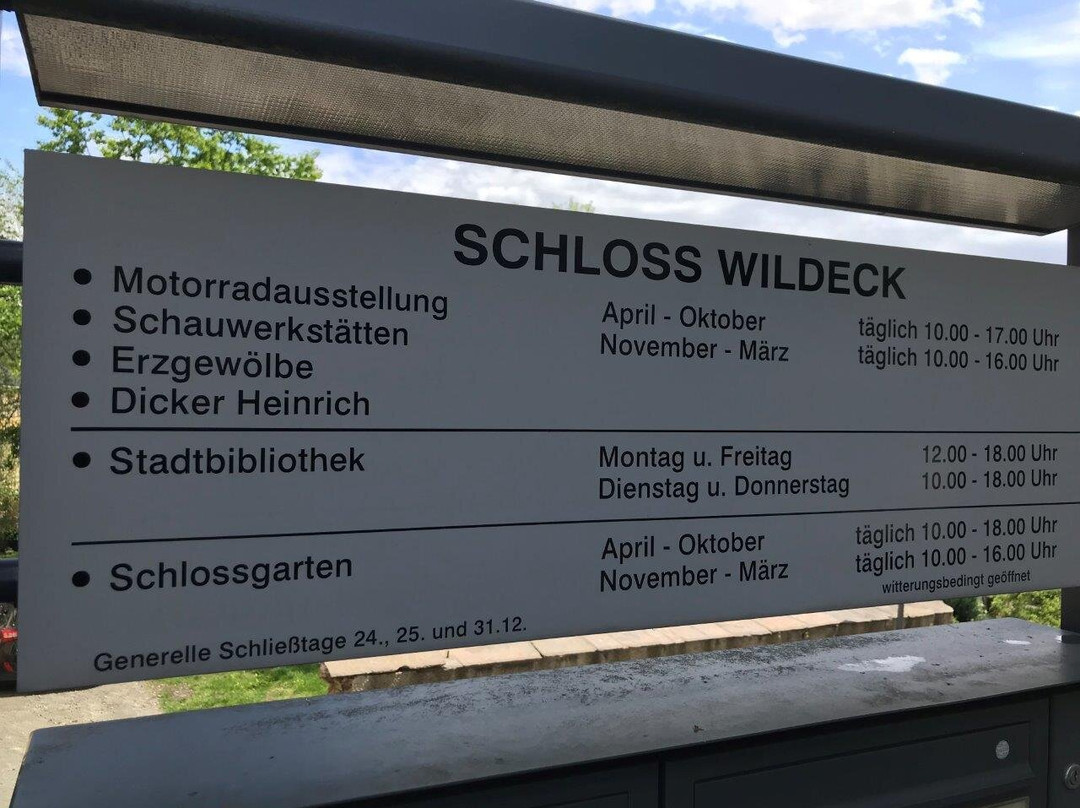 SCHLOSS WILDECK
• Motorradausstellung
• Schauwerkstätten
• Erzgewölbe
• Dicker Heinrich
April - Oktober täglich 10.00 - 17.00 Uhr
November - März täglich 10.00 - 16.00 Uhr
• Stadtbibliothek
Montag u. Freitag 12.00 - 18.00 Uhr
Dienstag u. Donnerstag 10.00 - 18.00 Uhr
• Schlossgarten
April - Oktober täglich 10.00 - 18.00 Uhr
November - März täglich 10.00 - 16.00 Uhr
witterungsbedingt geöffnet
Generelle Schließtage 24., 25. und 31.12.